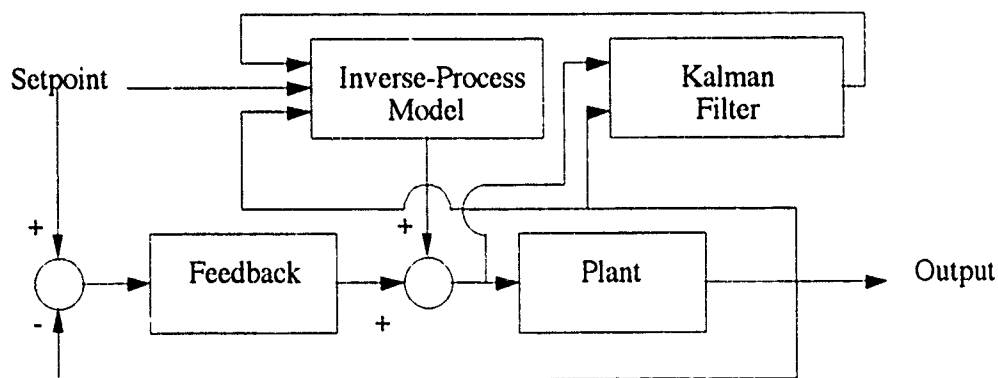 Setpoint
Inverse-Process
Model
Kalman
Filter
+
+
Feedback
Plant
Output
-
+